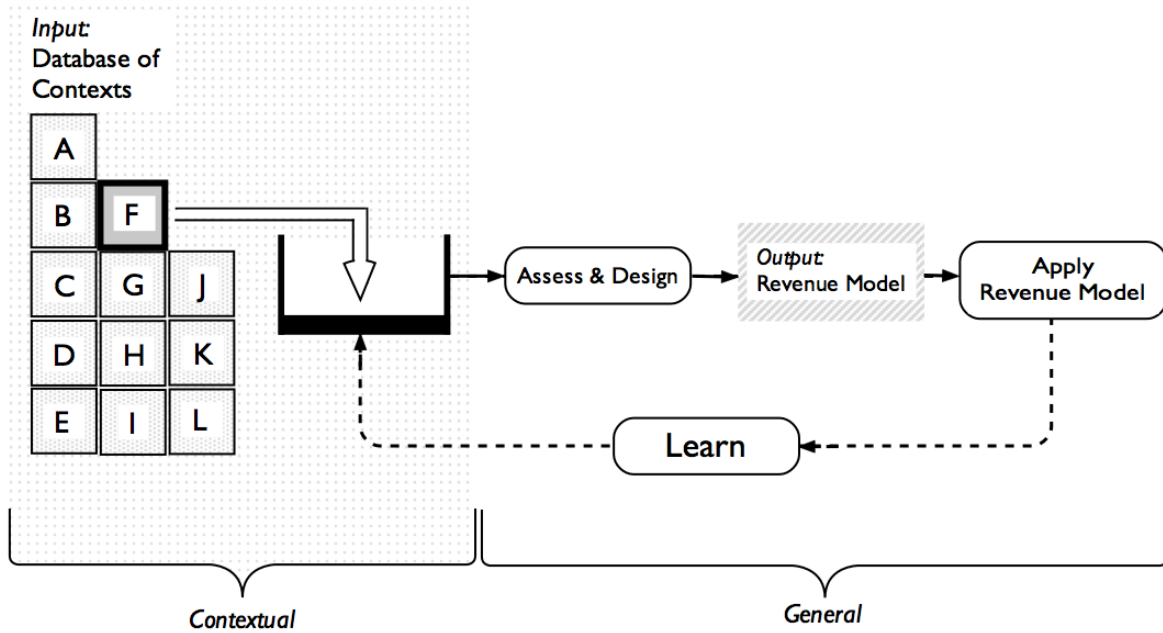 Input:
Database of
Contexts
A
B
F
C
G
J
D
H
K
E
I
L
Assess & Design
Output:
Revenue Model
Apply
Revenue Model
Learn
Contextual
General